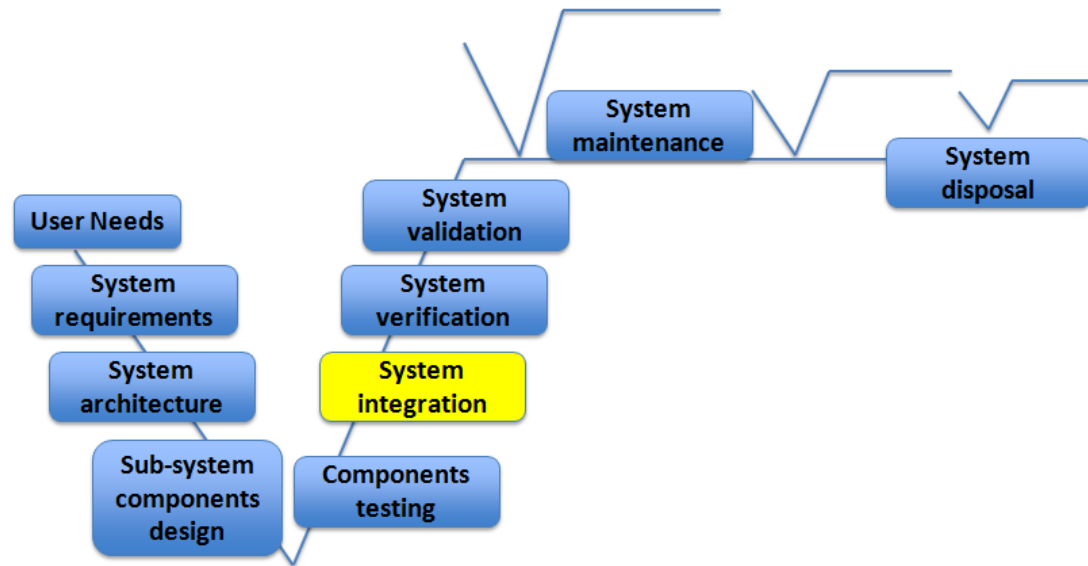 User Needs
System
requirements
System
architecture
Sub-system
components
design
Components
testing
System
integration
System
verification
System
validation
System
maintenance
System
disposal